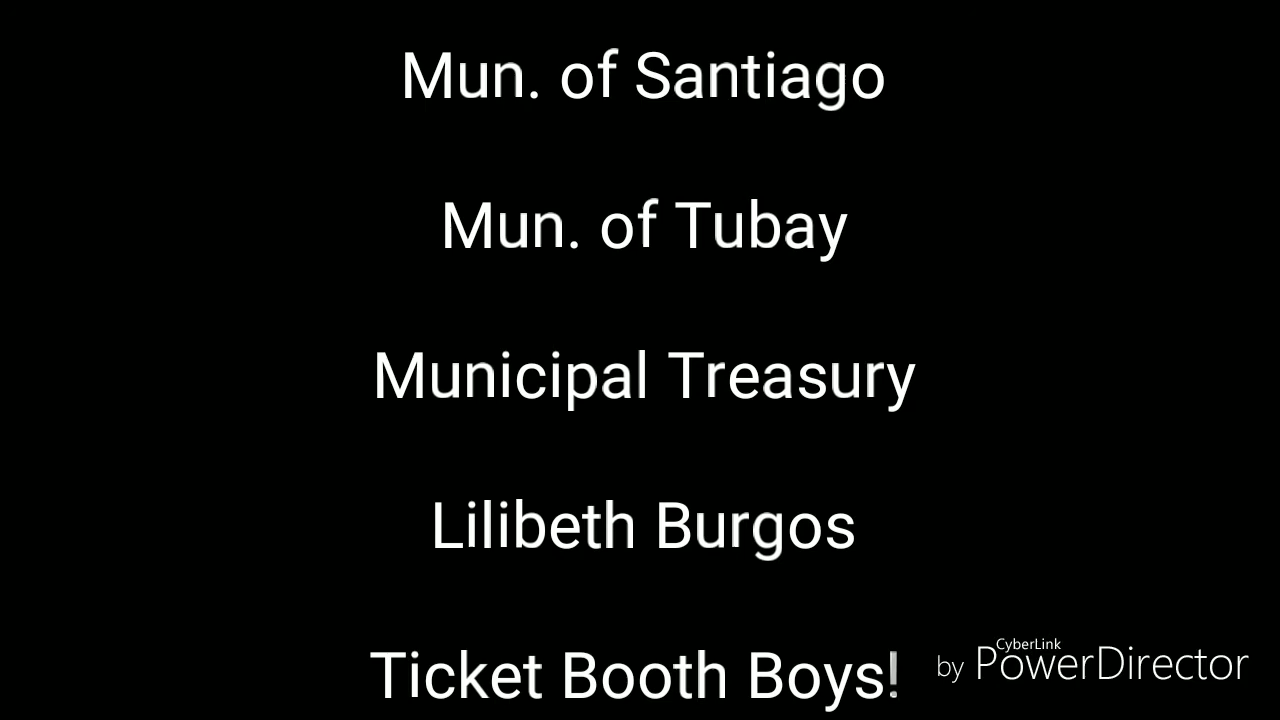 Mun. of Santiago
Mun. of Tubay
Municipal Treasury
Lilibeth Burgos
Ticket Booth Boys!
by CyberLink PowerDirector